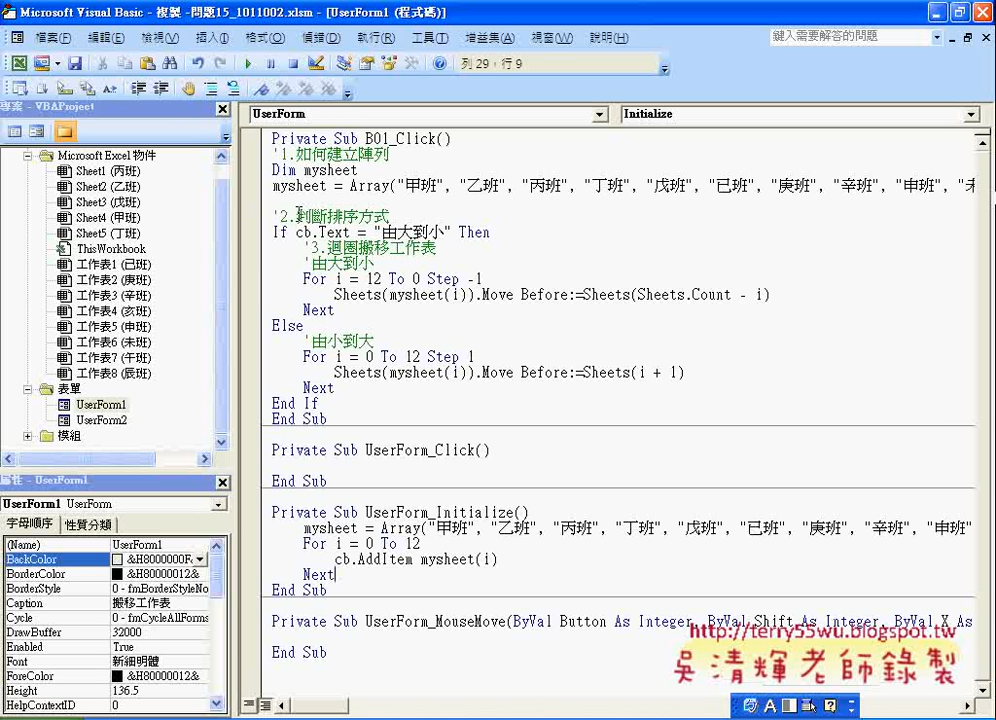 Microsoft Visual Basic - 複製 -問題15_1011002.xlsm - [UserForm1 (程式碼)]
檔案(F) 編輯(E) 檢視(V) 插入(I) 格式(O) 偵錯(D) 執行(R) 工具(T) 增益集(A) 視窗(W) 說明(H) 鍵入需要解答的問題
列 29，行 9
專案 - VBAProject
UserForm Initialize
Microsoft Excel 物件
Sheet1 (丙班)
Sheet2 (乙班)
Sheet3 (戊班)
Sheet4 (甲班)
Sheet5 (丁班)
ThisWorkbook
工作表1 (已班)
工作表2 (庚班)
工作表3 (辛班)
工作表4 (亥班)
工作表5 (申班)
工作表6 (未班)
工作表7 (午班)
工作表8 (辰班)
表單
UserForm1
UserForm2
模組
屬性 - UserForm1
UserForm1 UserForm
字母順序 性質分類
(Name) UserForm1
BackColor &H8000000F&
BorderColor &H80000012&
BorderStyle 0 - fmBorderStyleNo
Caption 搬移工作表
Cycle 0 - fmCycleAllForms
DrawBuffer 32000
Enabled True
Font 新細明體
ForeColor &H80000012&
Height 136.5
HelpContextID 0
Private Sub B01_Click()
'1.如何建立陣列
Dim mysheet
mysheet = Array("甲班", "乙班", "丙班", "丁班", "戊班", "已班", "庚班", "辛班", "申班", "未
'2.判斷排序方式
If cb.Text = "由大到小" Then
'3.迴圈搬移工作表
'由大到小
For i = 12 To 0 Step -1
Sheets(mysheet(i)).Move Before:=Sheets(Sheets.Count - i)
Next
Else
'由小到大
For i = 0 To 12 Step 1
Sheets(mysheet(i)).Move Before:=Sheets(i + 1)
Next
End If
End Sub
Private Sub UserForm_Click()
End Sub
Private Sub UserForm_Initialize()
mysheet = Array("甲班", "乙班", "丙班", "丁班", "戊班", "已班", "庚班", "辛班", "申班"
For i = 0 To 12
cb.AddItem mysheet(i)
Next
End Sub
Private Sub UserForm_MouseMove(ByVal Button As Integer, ByVal Shift As Integer, ByVal X As
End Sub
http://terry55wu.blogspot.tw
吳清輝老師錄製